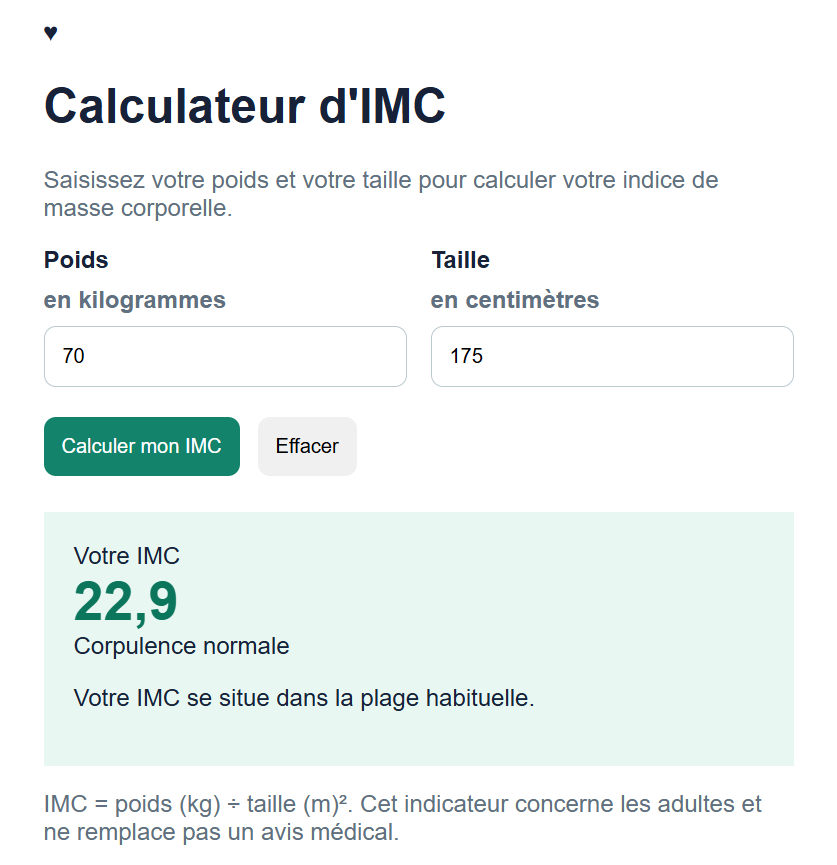 ♥
Calculateur d'IMC
Saisissez votre poids et votre taille pour calculer votre indice de
masse corporelle.
Poids
Taille
en kilogrammes
en centimètres
70
175
Calculer mon IMC
Effacer
Votre IMC
22,9
Corpulence normale
Votre IMC se situe dans la plage habituelle.
IMC = poids (kg) ÷ taille (m)². Cet indicateur concerne les adultes et
ne remplace pas un avis médical.